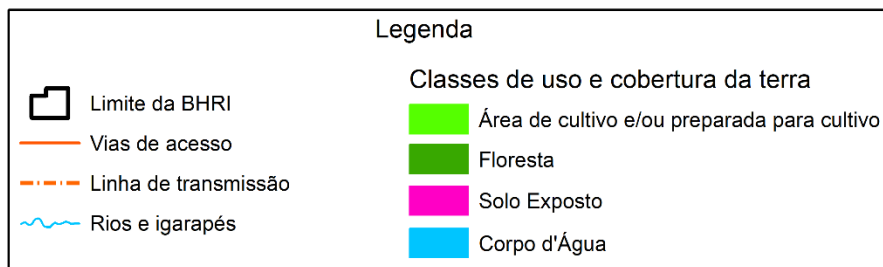 Legenda
Limite da BHRI
Vias de acesso
Linha de transmissão
Rios e igarapés
Classes de uso e cobertura da terra
Área de cultivo e/ou preparada para cultivo
Floresta
Solo Exposto
Corpo d'Água